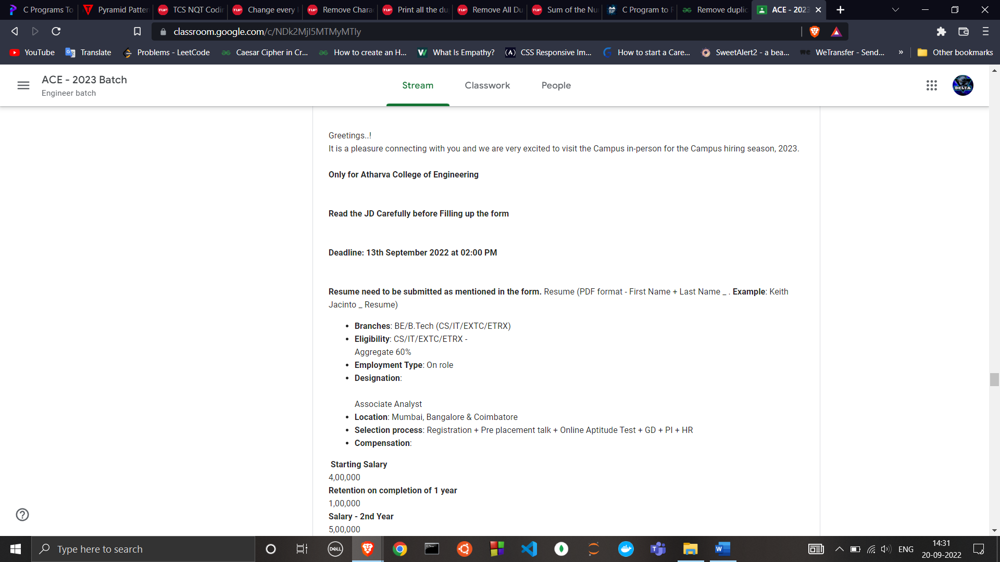 C Programs To
Pyramid Patter
TCS NQT Codin
Change every
Remove Chara
Print all the du
Remove All Du
Sum of the Nu
C Program to
Remove duplic
ACE - 2023
classroom.google.com/c/NDk2MjI5MTMyMTIy
YouTube
Translate
Problems - LeetCode
Caesar Cipher in Cr...
How to create an H...
What Is Empathy?
CSS Responsive Im...
How to start a Care...
SweetAlert2 - a bea...
WeTransfer - Send...
»
Other bookmarks
ACE - 2023 Batch
Engineer batch
Stream
Classwork
People
DELTA
Greetings..!
It is a pleasure connecting with you and we are very excited to visit the Campus in-person for the Campus hiring season, 2023.
Only for Atharva College of Engineering
Read the JD Carefully before Filling up the form
Deadline: 13th September 2022 at 02:00 PM
Resume need to be submitted as mentioned in the form. Resume (PDF format - First Name + Last Name _ . Example: Keith
Jacinto _ Resume)
• Branches: BE/B.Tech (CS/IT/EXTC/ETRX)
• Eligibility: CS/IT/EXTC/ETRX -
Aggregate 60%
• Employment Type: On role
• Designation:
Associate Analyst
• Location: Mumbai, Bangalore & Coimbatore
• Selection process: Registration + Pre placement talk + Online Aptitude Test + GD + PI + HR
• Compensation:
Starting Salary
4,00,000
Retention on completion of 1 year
1,00,000
Salary - 2nd Year
5,00,000
Type here to search
DELL
ENG
14:31
20-09-2022